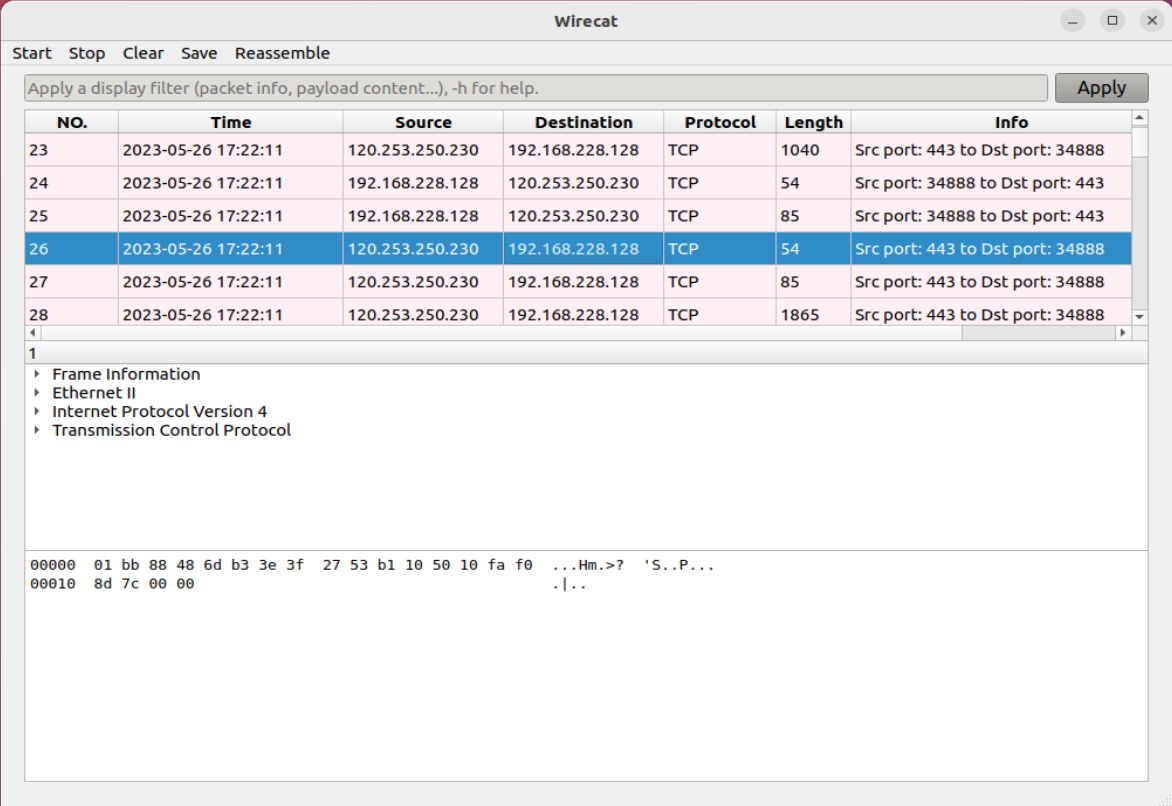 Wirecat
Start Stop Clear Save Reassemble
Apply a display filter (packet info, payload content...), -h for help. Apply
NO. Time Source Destination Protocol Length Info
23 2023-05-26 17:22:11 120.253.250.230 192.168.228.128 TCP 1040 Src port: 443 to Dst port: 34888
24 2023-05-26 17:22:11 192.168.228.128 120.253.250.230 TCP 54 Src port: 34888 to Dst port: 443
25 2023-05-26 17:22:11 192.168.228.128 120.253.250.230 TCP 85 Src port: 34888 to Dst port: 443
26 2023-05-26 17:22:11 120.253.250.230 192.168.228.128 TCP 54 Src port: 443 to Dst port: 34888
27 2023-05-26 17:22:11 120.253.250.230 192.168.228.128 TCP 85 Src port: 443 to Dst port: 34888
28 2023-05-26 17:22:11 120.253.250.230 192.168.228.128 TCP 1865 Src port: 443 to Dst port: 34888
1
Frame Information
Ethernet II
Internet Protocol Version 4
Transmission Control Protocol
00000 01 bb 88 48 6d b3 3e 3f 27 53 b1 10 50 10 fa f0 ...Hm.>? 'S..P...
00010 8d 7c 00 00 .|..